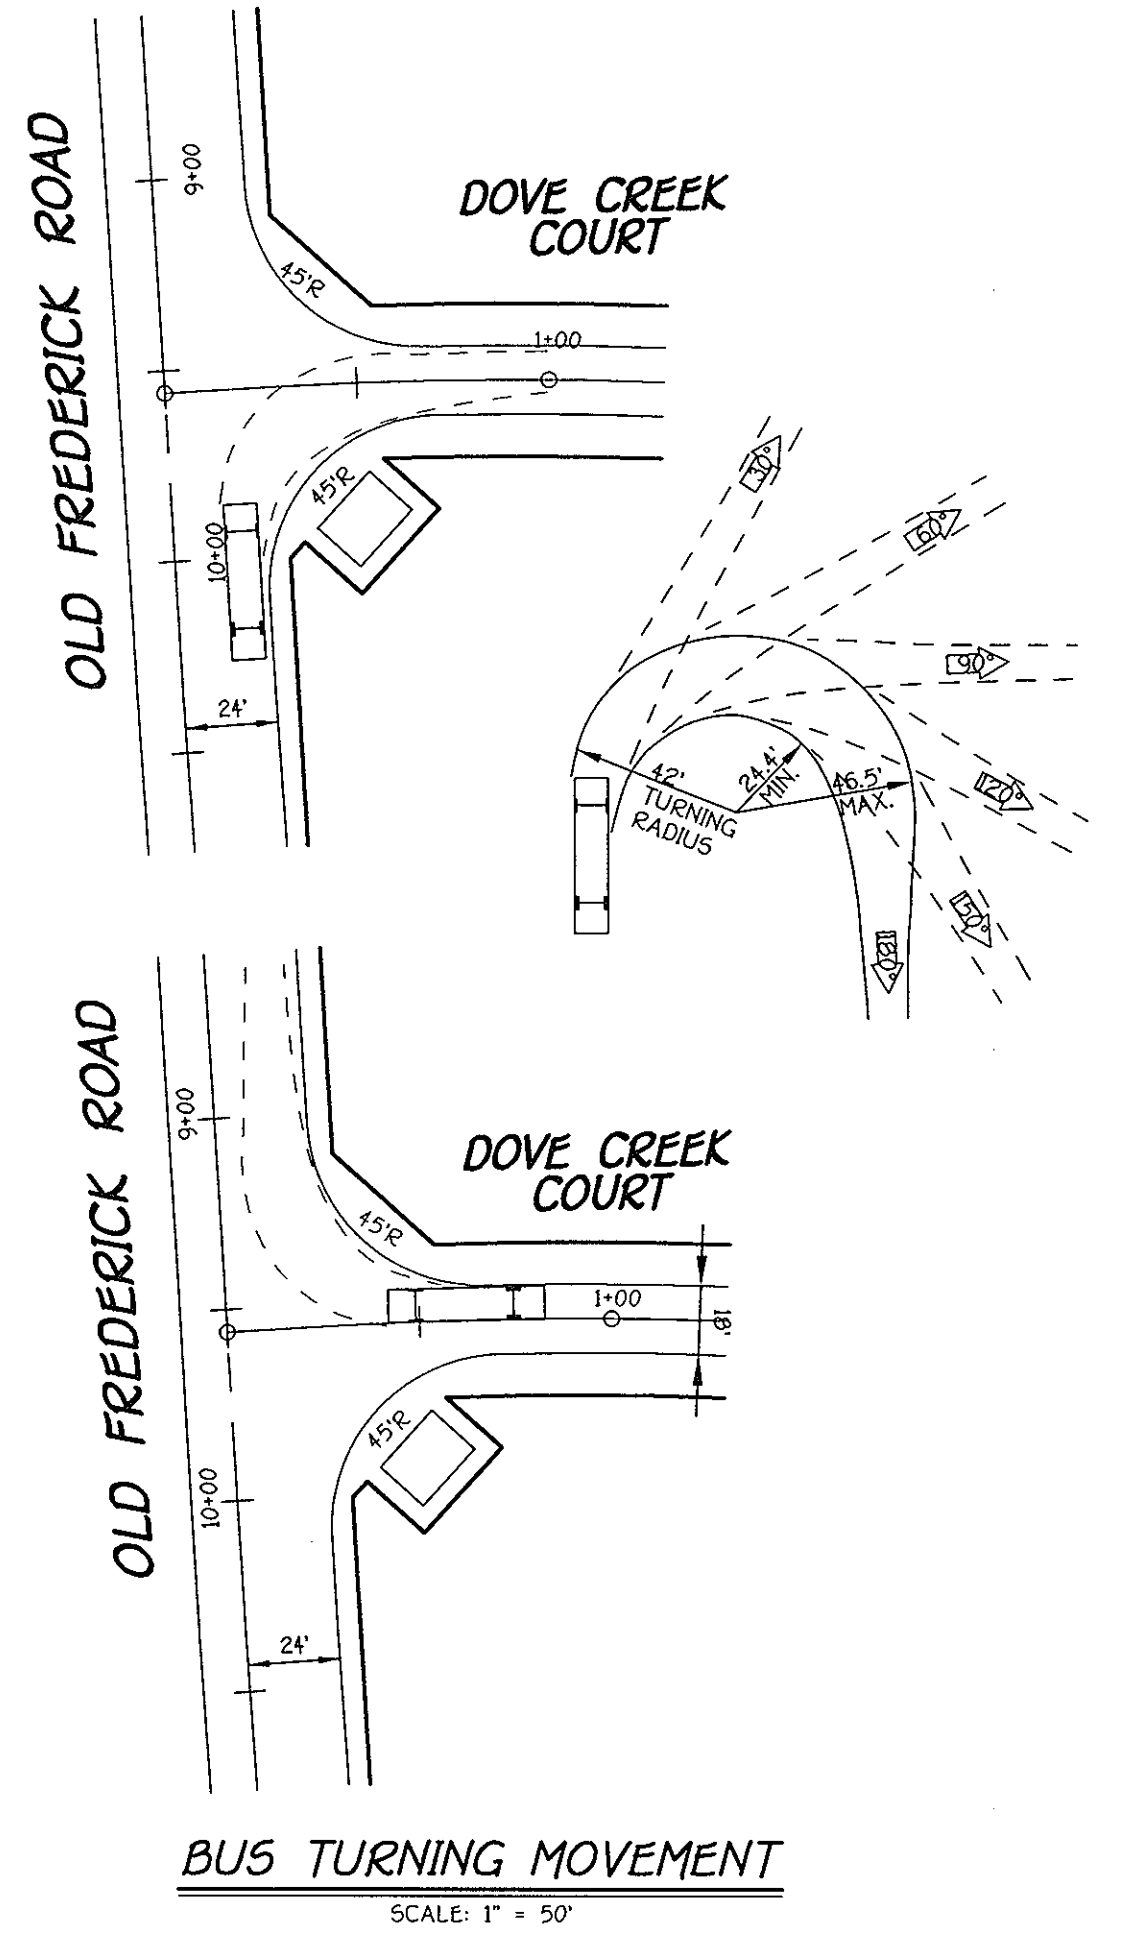 OLD FREDERICK ROAD
9+00
DOVE CREEK
COURT
45'R
1+00
45'R
10+00
24'
30°
60°
90°
120°
150°
180°
42'
TURNING
RADIUS
24.4'
MIN.
46.5'
MAX.
OLD FREDERICK ROAD
9+00
DOVE CREEK
COURT
45'R
1+00
18'
45'R
10+00
24'
BUS TURNING MOVEMENT
SCALE: 1" = 50'